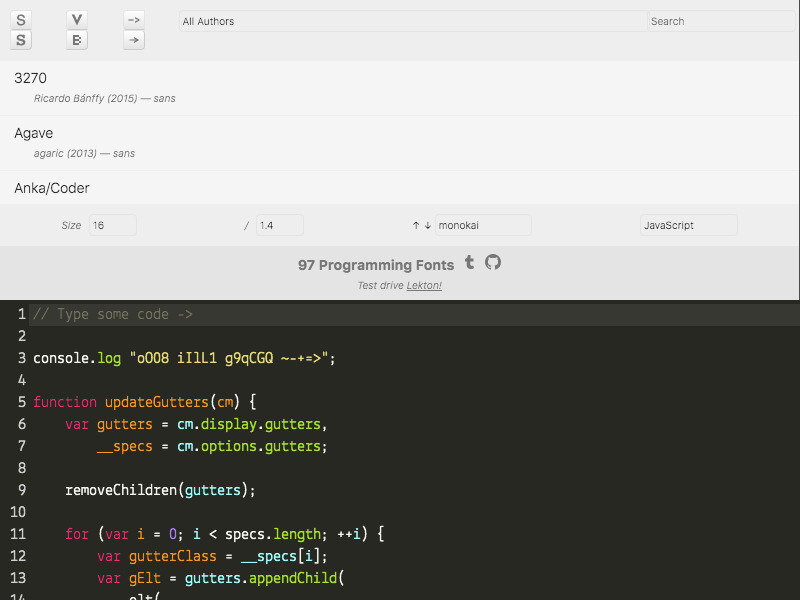 S V -> All Authors Search
S B ->
3270
Ricardo Bánffy (2015) — sans
Agave
agaric (2013) — sans
Anka/Coder
Size 16 / 1.4 ↑ ↓ monokai JavaScript
97 Programming Fonts
Test drive Lekton!
1 // Type some code ->
2
3 console.log "oO08 iIlL1 g9qCGQ ~-+=>";
4
5 function updateGutters(cm) {
6 var gutters = cm.display.gutters,
7 __specs = cm.options.gutters;
8
9 removeChildren(gutters);
10
11 for (var i = 0; i < specs.length; ++i) {
12 var gutterClass = __specs[i];
13 var gElt = gutters.appendChild(
14 elt(